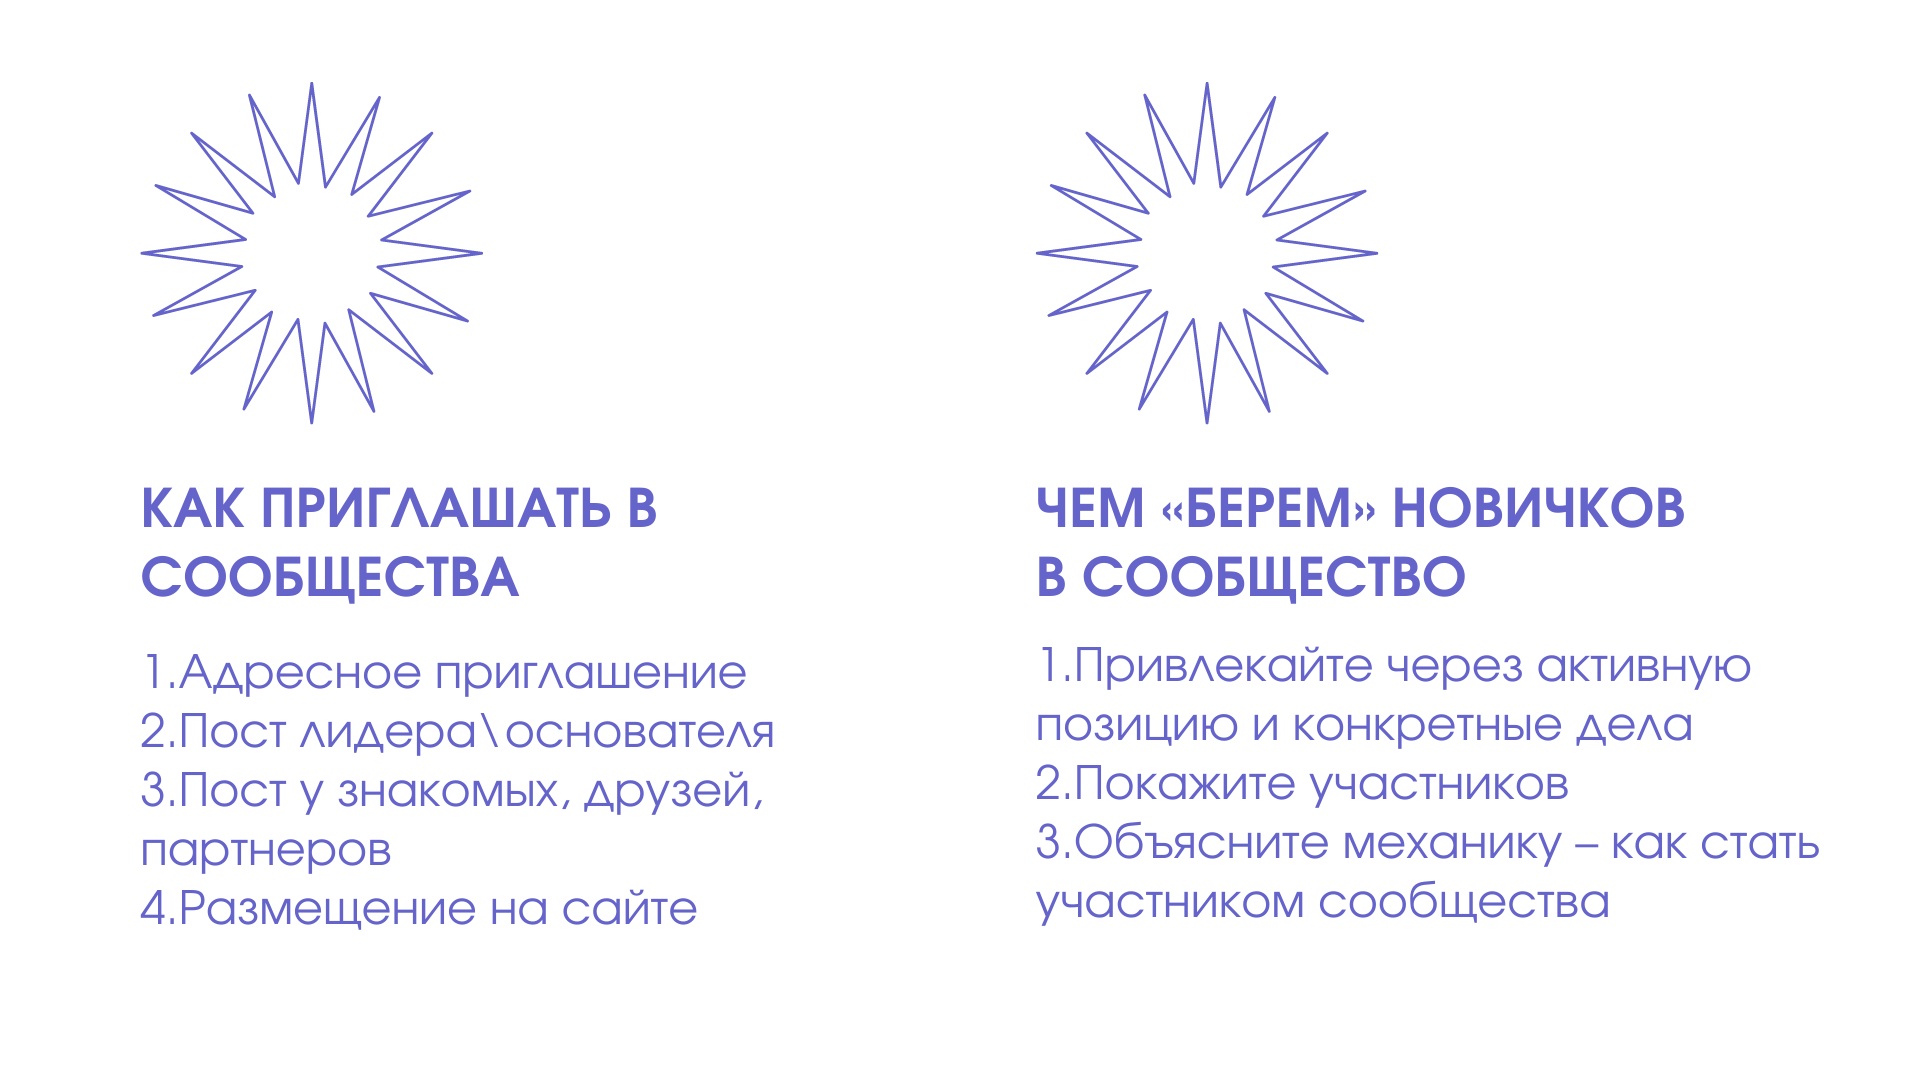 КАК ПРИГЛАШАТЬ В
СООБЩЕСТВА
1.Адресное приглашение
2.Пост лидера\основателя
3.Пост у знакомых, друзей,
партнеров
4.Размещение на сайте
ЧЕМ «БЕРЕМ» НОВИЧКОВ
В СООБЩЕСТВО
1.Привлекайте через активную
позицию и конкретные дела
2.Покажите участников
3.Объясните механику – как стать
участником сообщества